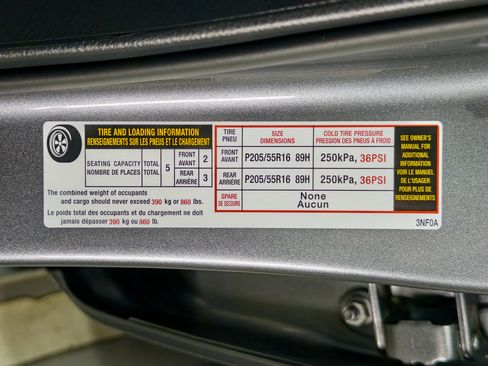 TIRE AND LOADING INFORMATION
RENSEIGNEMENTS SUR LES PNEUS ET LE CHARGEMENT
SEATING CAPACITY TOTAL
NOMBRE DE PLACES TOTAL
5
FRONT
AVANT
2
REAR
ARRIÈRE
3
The combined weight of occupants
and cargo should never exceed 390 kg or 860 lbs.
Le poids total des occupants et du chargement ne doit
jamais dépasser 390 kg ou 860 lb.
TIRE
PNEU
SIZE
DIMENSIONS
COLD TIRE PRESSURE
PRESSION DES PNEUS À FROID
FRONT
AVANT
P205/55R16 89H
250kPa, 36PSI
REAR
ARRIÈRE
P205/55R16 89H
250kPa, 36PSI
SPARE
DE SECOURS
None
Aucun
SEE OWNER'S
MANUAL FOR
ADDITIONAL
INFORMATION
VOIR LE MANUEL
DE L'USAGER
POUR PLUS DE
RENSEIGNEMENTS
3NF0A